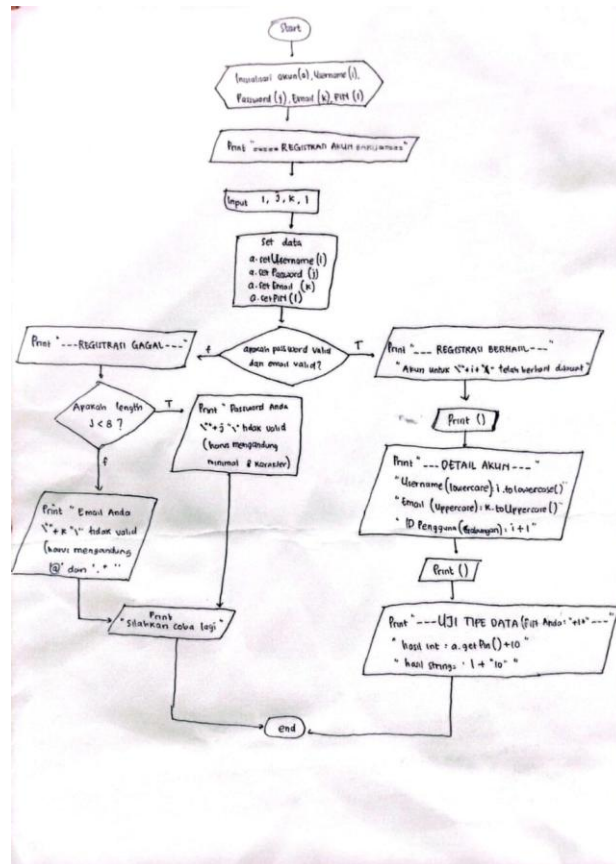 Start
Inisialisasi akun(a), Username(i),
Password(j), Email(k), PIN(l)
Print "===== REGISTRASI AKUN
Input i, j, k, l
Set data
a.setUsername(i)
a.setPassword(j)
a.setEmail(k)
a.setPIN(l)
apakah password valid
dan email valid?
f
T
Print "---REGISTRASI GAGAL---"
Print "--- REGISTRASI BERHASIL---"
"Akun untuk \""+i+"\" telah berhasil dibuat"
Apakah length
j < 8 ?
T
f
Print "Password Anda
\""+j"\" tidak valid
(harus mengandung
minimal 8 karakter)
Print ()
Print "--- DETAIL AKUN ---"
"Username (lowercase): i.tolowercase()"
"Email (Uppercase): k.toUppercase()"
"ID Pengguna(Gabungan): i+l"
Print "Email Anda
\""+k"\" tidak valid
(harus mengandung
'@' dan '.'"
Print ()
Print
"Silahkan coba lagi"
Print "---UJI TIPE DATA (PIN Anda: "+l+"---"
"hasil int : a.getPin()+10"
"hasil string : l + "10" "
end